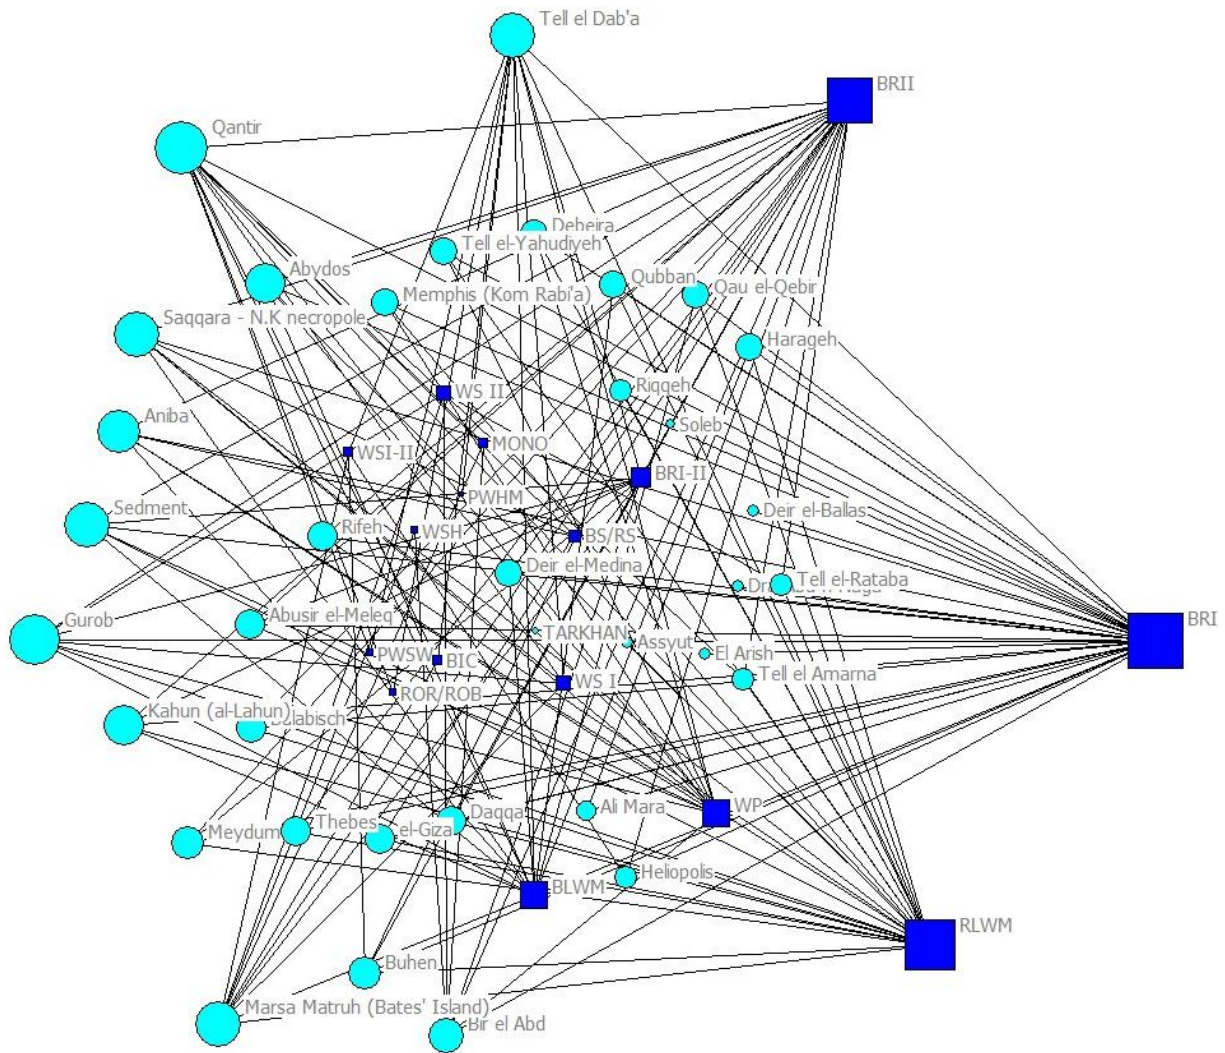 Tell el Dab'a
BRII
Qantir
Debeira
Tell el-Yahudiyeh
Abydos
Qubban
Qau el-Qebir
Memphis (Kom Rabi'a)
Saqqara - N.K necropole
Harageh
WS II
Riqqeh
Aniba
Soleb
WSI-II
MONO
BRI-II
PWHM
Sedment
Deir el-Ballas
Rifeh
WSH
BS/RS
Deir el-Medina
Tell el-Rataba
Gurob
Abusir el-Meleq
TARKHAN
Assyut
BRI
PWSW
BIC
El Arish
ROR/ROB
WS I
Tell el Amarna
Kahun (al-Lahun)
WP
Ali Mara
Daqqa
Thebes
el-Giza
Meydum
Heliopolis
BLWM
RLWM
Buhen
Marsa Matruh (Bates' Island)
Bir el Abd